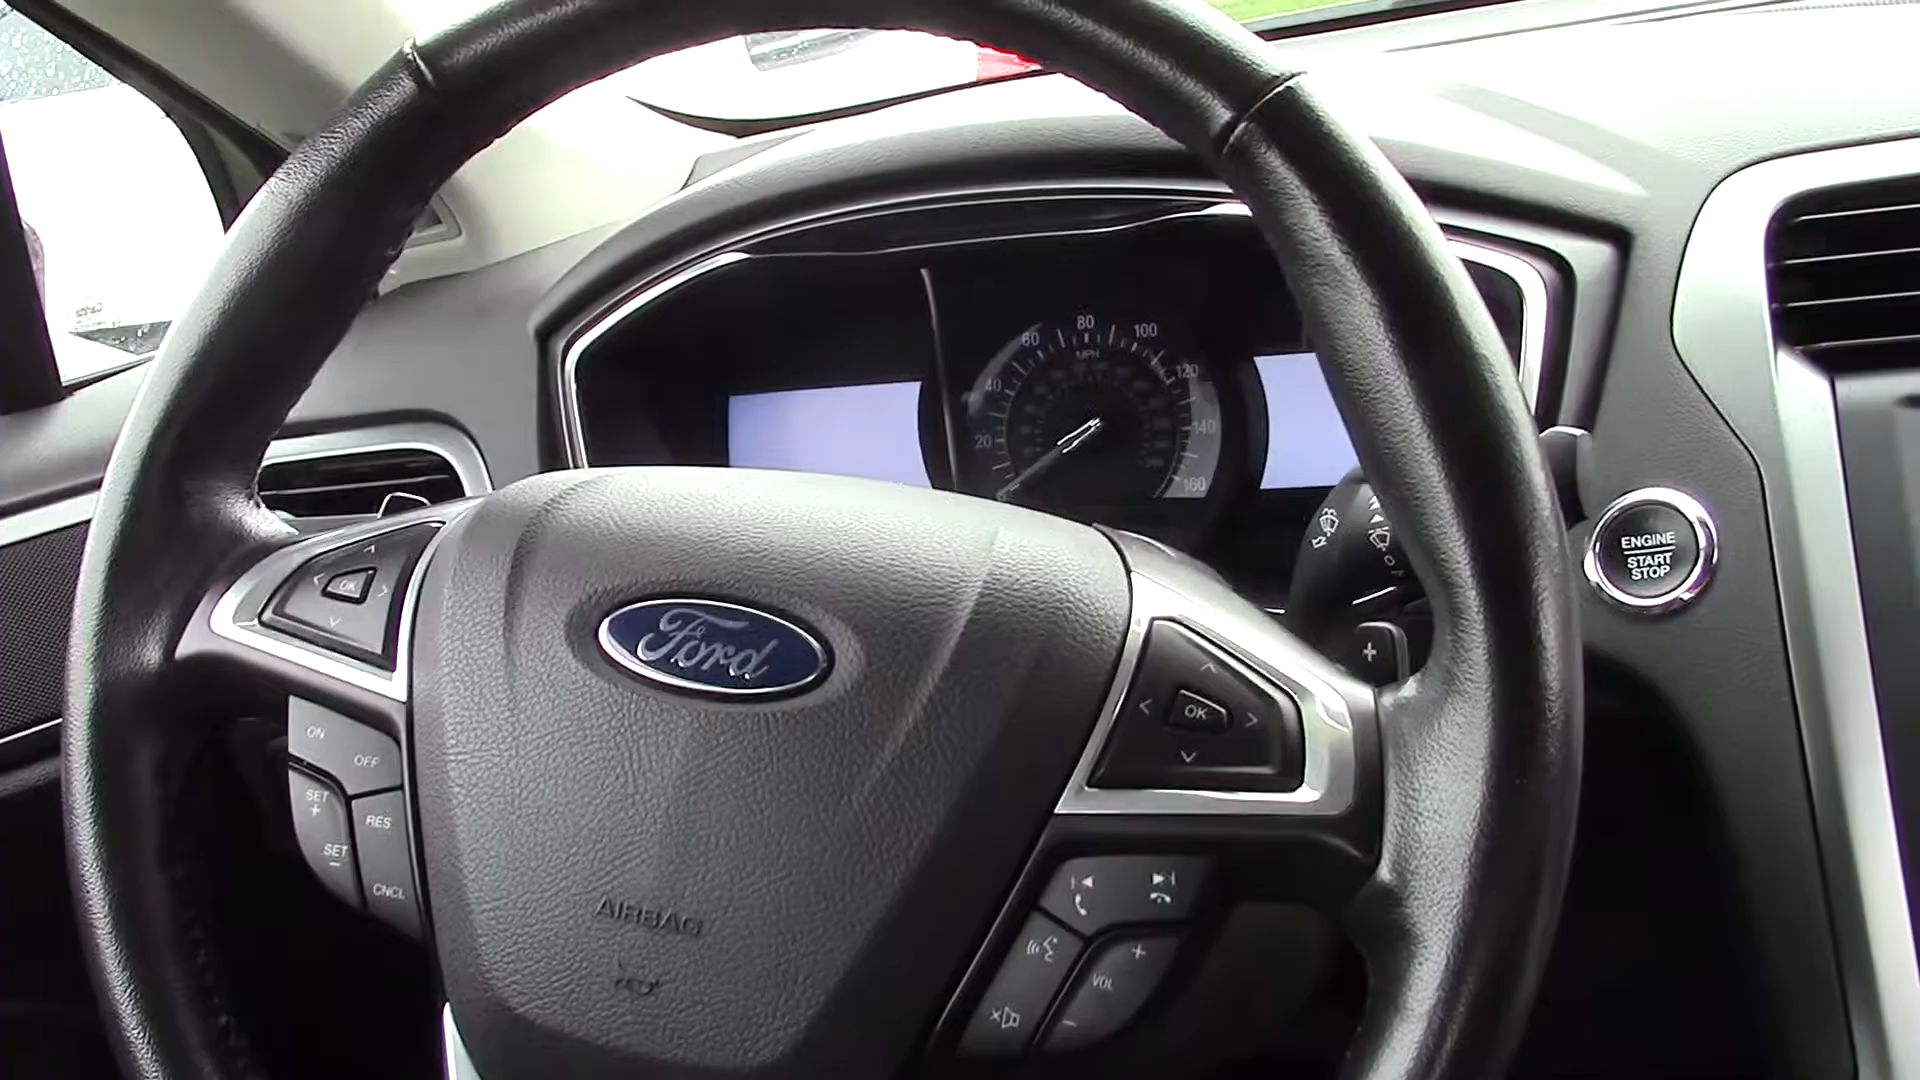 80
60
100
MPH
40
120
20
140
160
ENGINE
START
STOP
OK
Ford
+
OK
ON
OFF
SET
+
RES
SET
-
CNCL
AIRBAG
+
VOL
-